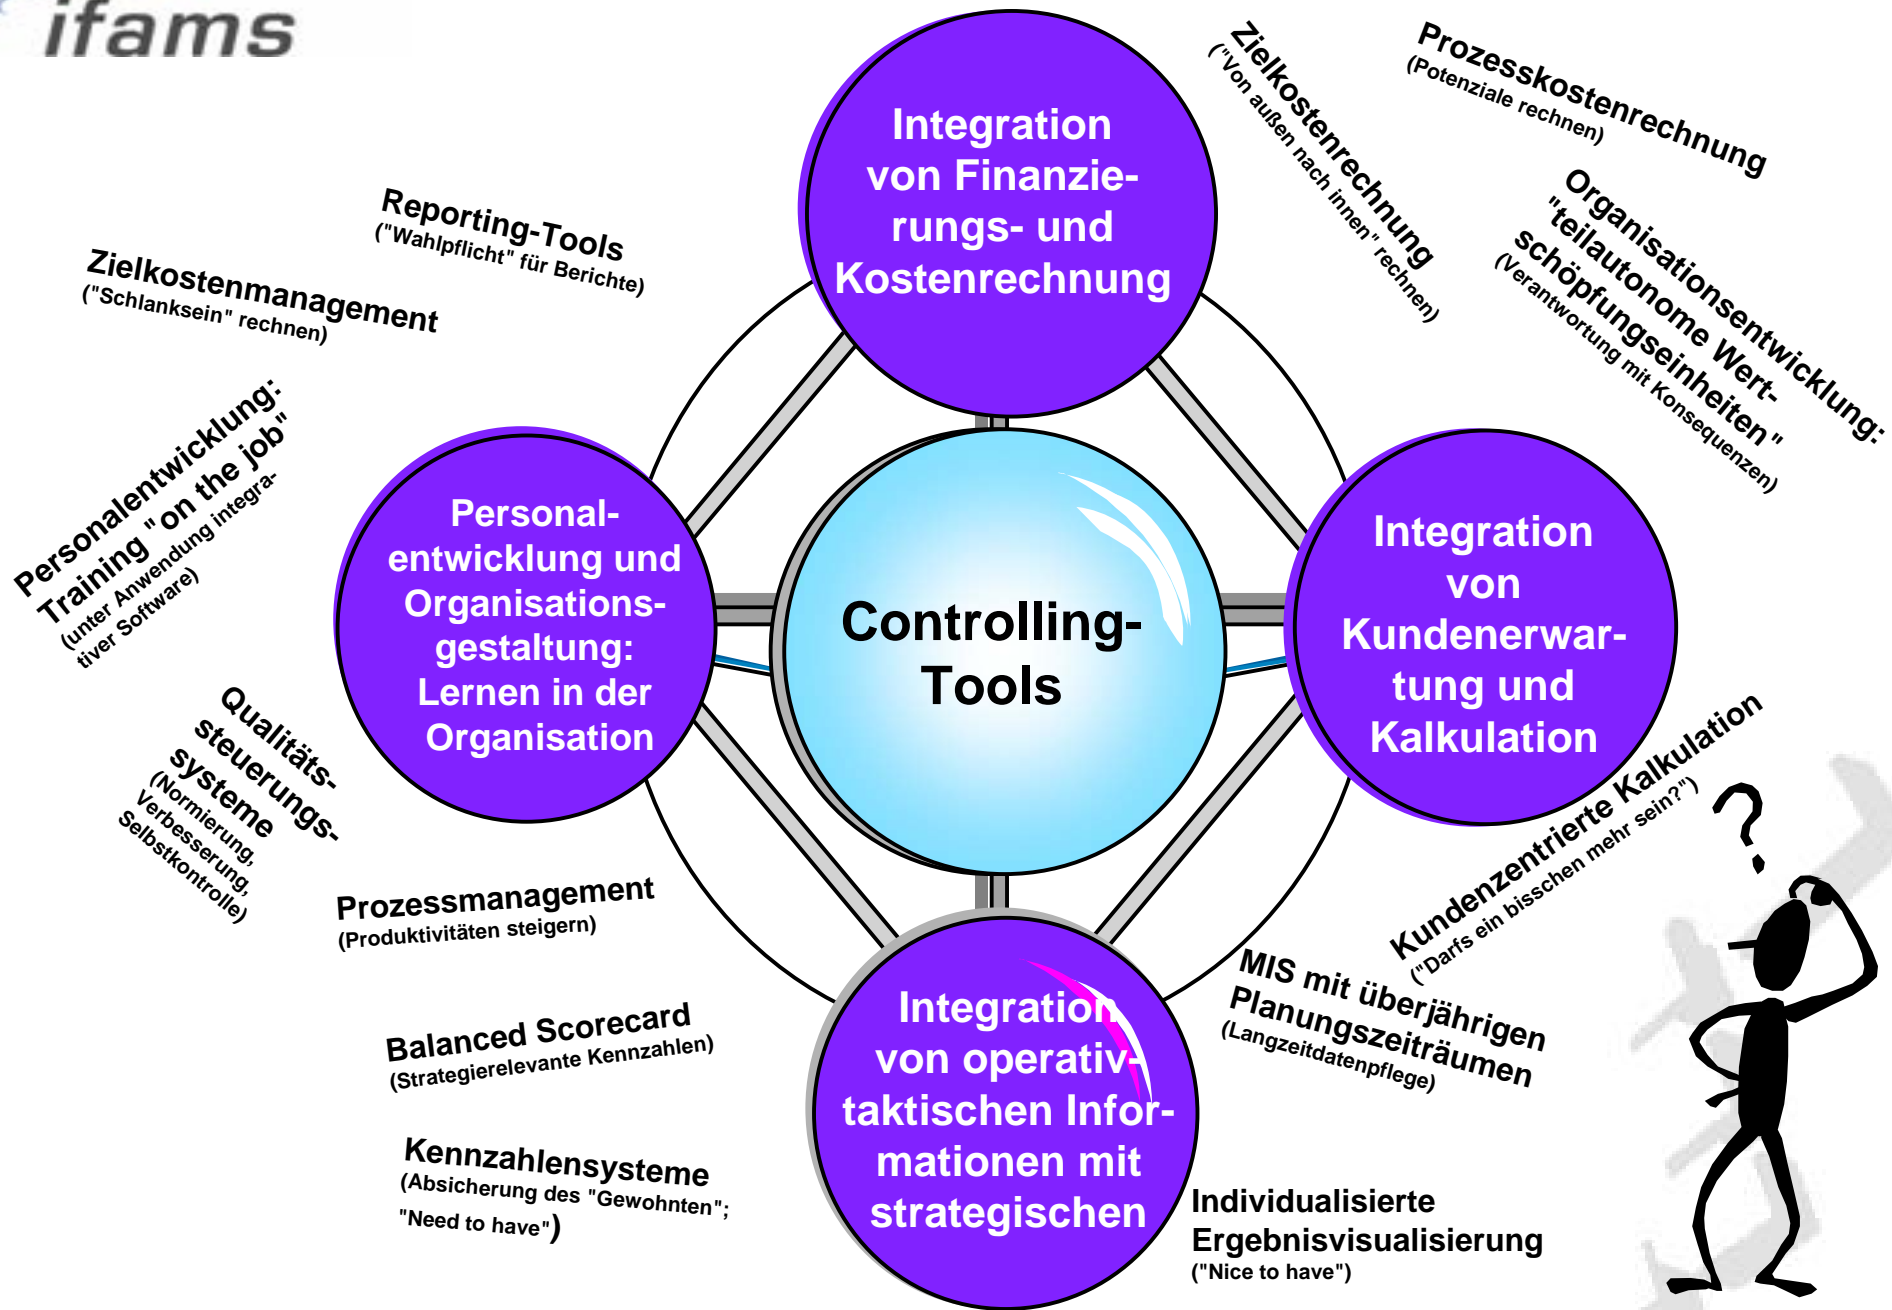 ifams
Integration
von Finanzie-
rungs- und
Kostenrechnung
Zielkostenrechnung
("Von außen nach innen" rechnen)
Prozesskostenrechnung
(Potenziale rechnen)
Organisationsentwicklung:
"teilautonome Wert-
schöpfungseinheiten"
(Verantwortung mit Konsequenzen)
Reporting-Tools
("Wahlpflicht" für Berichte)
Zielkostenmanagement
("Schlanksein" rechnen)
Personalentwicklung:
Training "on the job"
(unter Anwendung integra-
tiver Software)
Personal-
entwicklung und
Organisations-
gestaltung:
Lernen in der
Organisation
Controlling-
Tools
Integration
von
Kundenerwar-
tung und
Kalkulation
Qualitäts-
steuerungs-
systeme
(Normierung,
Verbesserung,
Selbstkontrolle)
Prozessmanagement
(Produktivitäten steigern)
Balanced Scorecard
(Strategierelevante Kennzahlen)
Kennzahlensysteme
(Absicherung des "Gewohnten";
"Need to have")
Integration
von operativ-
taktischen Infor-
mationen mit
strategischen
Kundenzentrierte Kalkulation
("Darfs ein bisschen mehr sein?")
MIS mit überjährigen
Planungszeiträumen
(Langzeitdatenpflege)
Individualisierte
Ergebnisvisualisierung
("Nice to have")
?